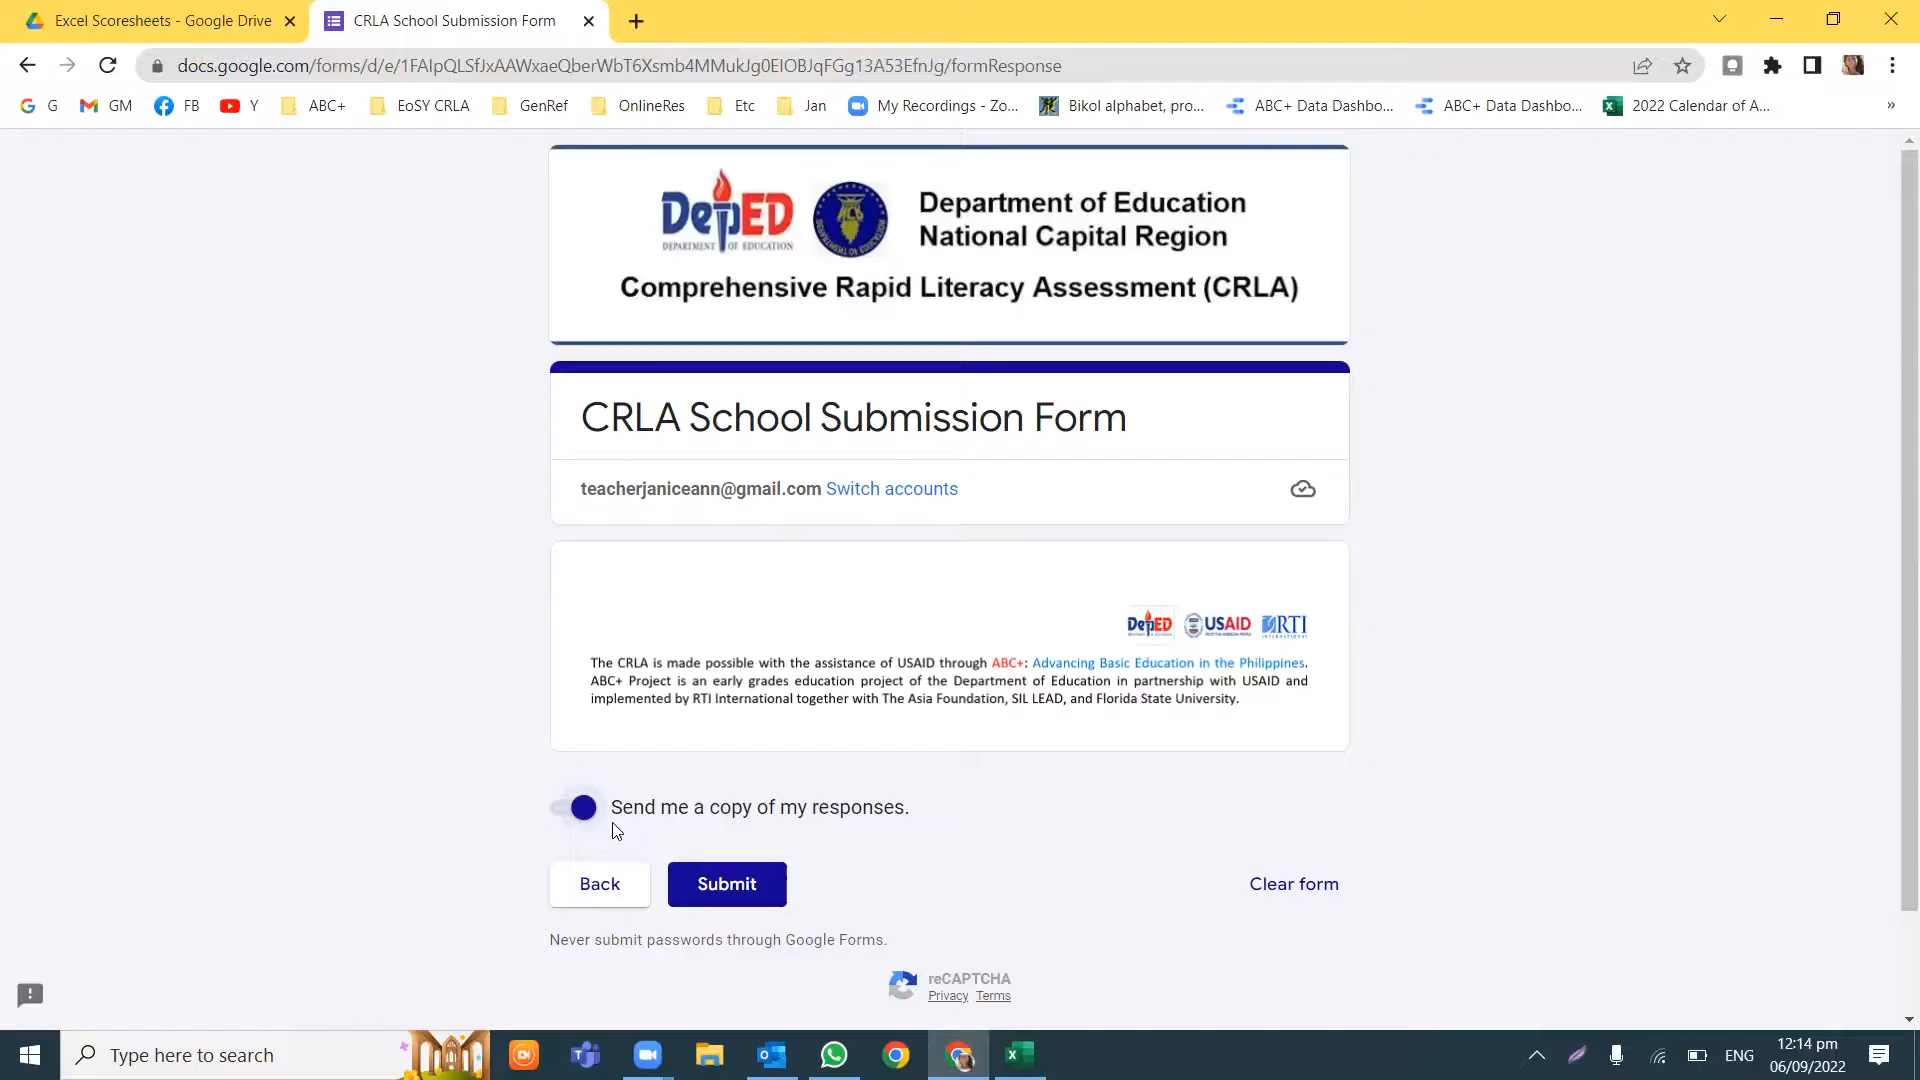 Excel Scoresheets - Google Drive
CRLA School Submission Form
docs.google.com/forms/d/e/1FAIpQLSfJxAAWxaeQberWbT6Xsmb4MMukJg0EIOBJqFGg13A53EfnJg/formResponse
G GM FB Y ABC+ EoSY CRLA GenRef OnlineRes Etc Jan My Recordings - Zo... Bikol alphabet, pro... ABC+ Data Dashbo... ABC+ Data Dashbo... 2022 Calendar of A... »
DepED
DEPARTMENT OF EDUCATION
Department of Education
National Capital Region
Comprehensive Rapid Literacy Assessment (CRLA)
CRLA School Submission Form
teacherjaniceann@gmail.com Switch accounts
DepED USAID RTI
INTERNATIONAL
The CRLA is made possible with the assistance of USAID through ABC+: Advancing Basic Education in the Philippines.
ABC+ Project is an early grades education project of the Department of Education in partnership with USAID and
implemented by RTI International together with The Asia Foundation, SIL LEAD, and Florida State University.
Send me a copy of my responses.
Back Submit Clear form
Never submit passwords through Google Forms.
reCAPTCHA
Privacy Terms
Type here to search
ENG
12:14 pm
06/09/2022